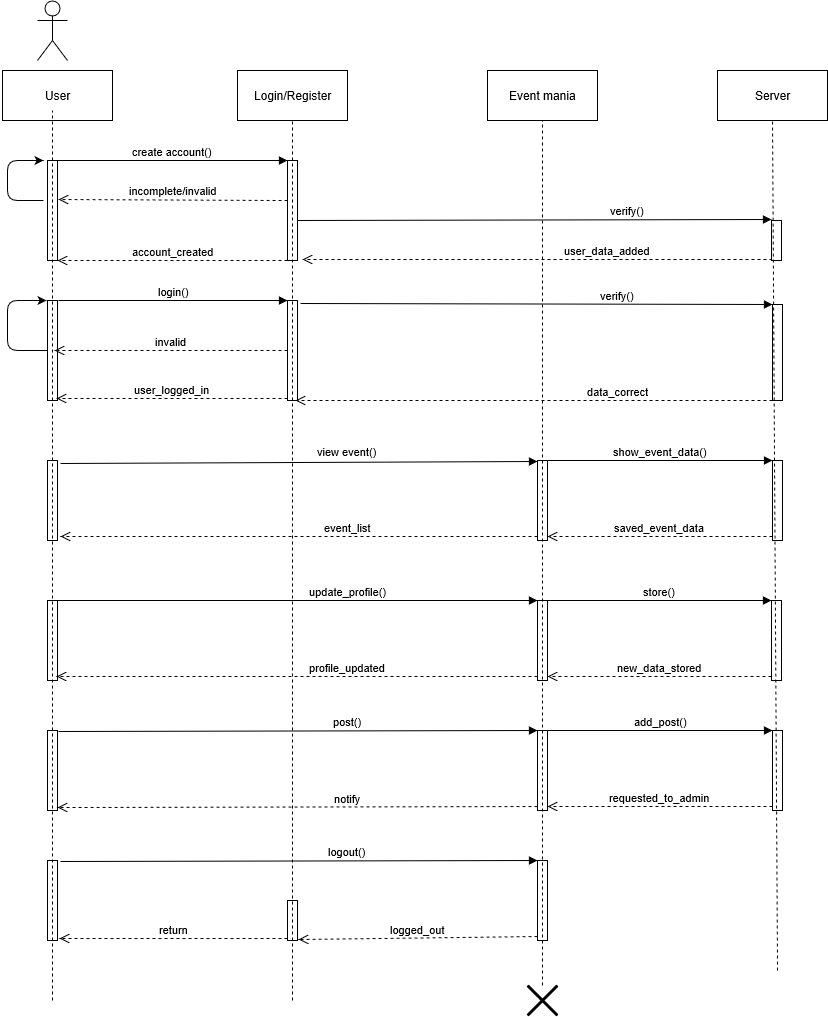 User
Login/Register
Event mania
Server
create account()
incomplete/invalid
verify()
account_created
user_data_added
login()
verify()
invalid
user_logged_in
data_correct
view event()
show_event_data()
event_list
saved_event_data
update_profile()
store()
profile_updated
new_data_stored
post()
add_post()
notify
requested_to_admin
logout()
return
logged_out